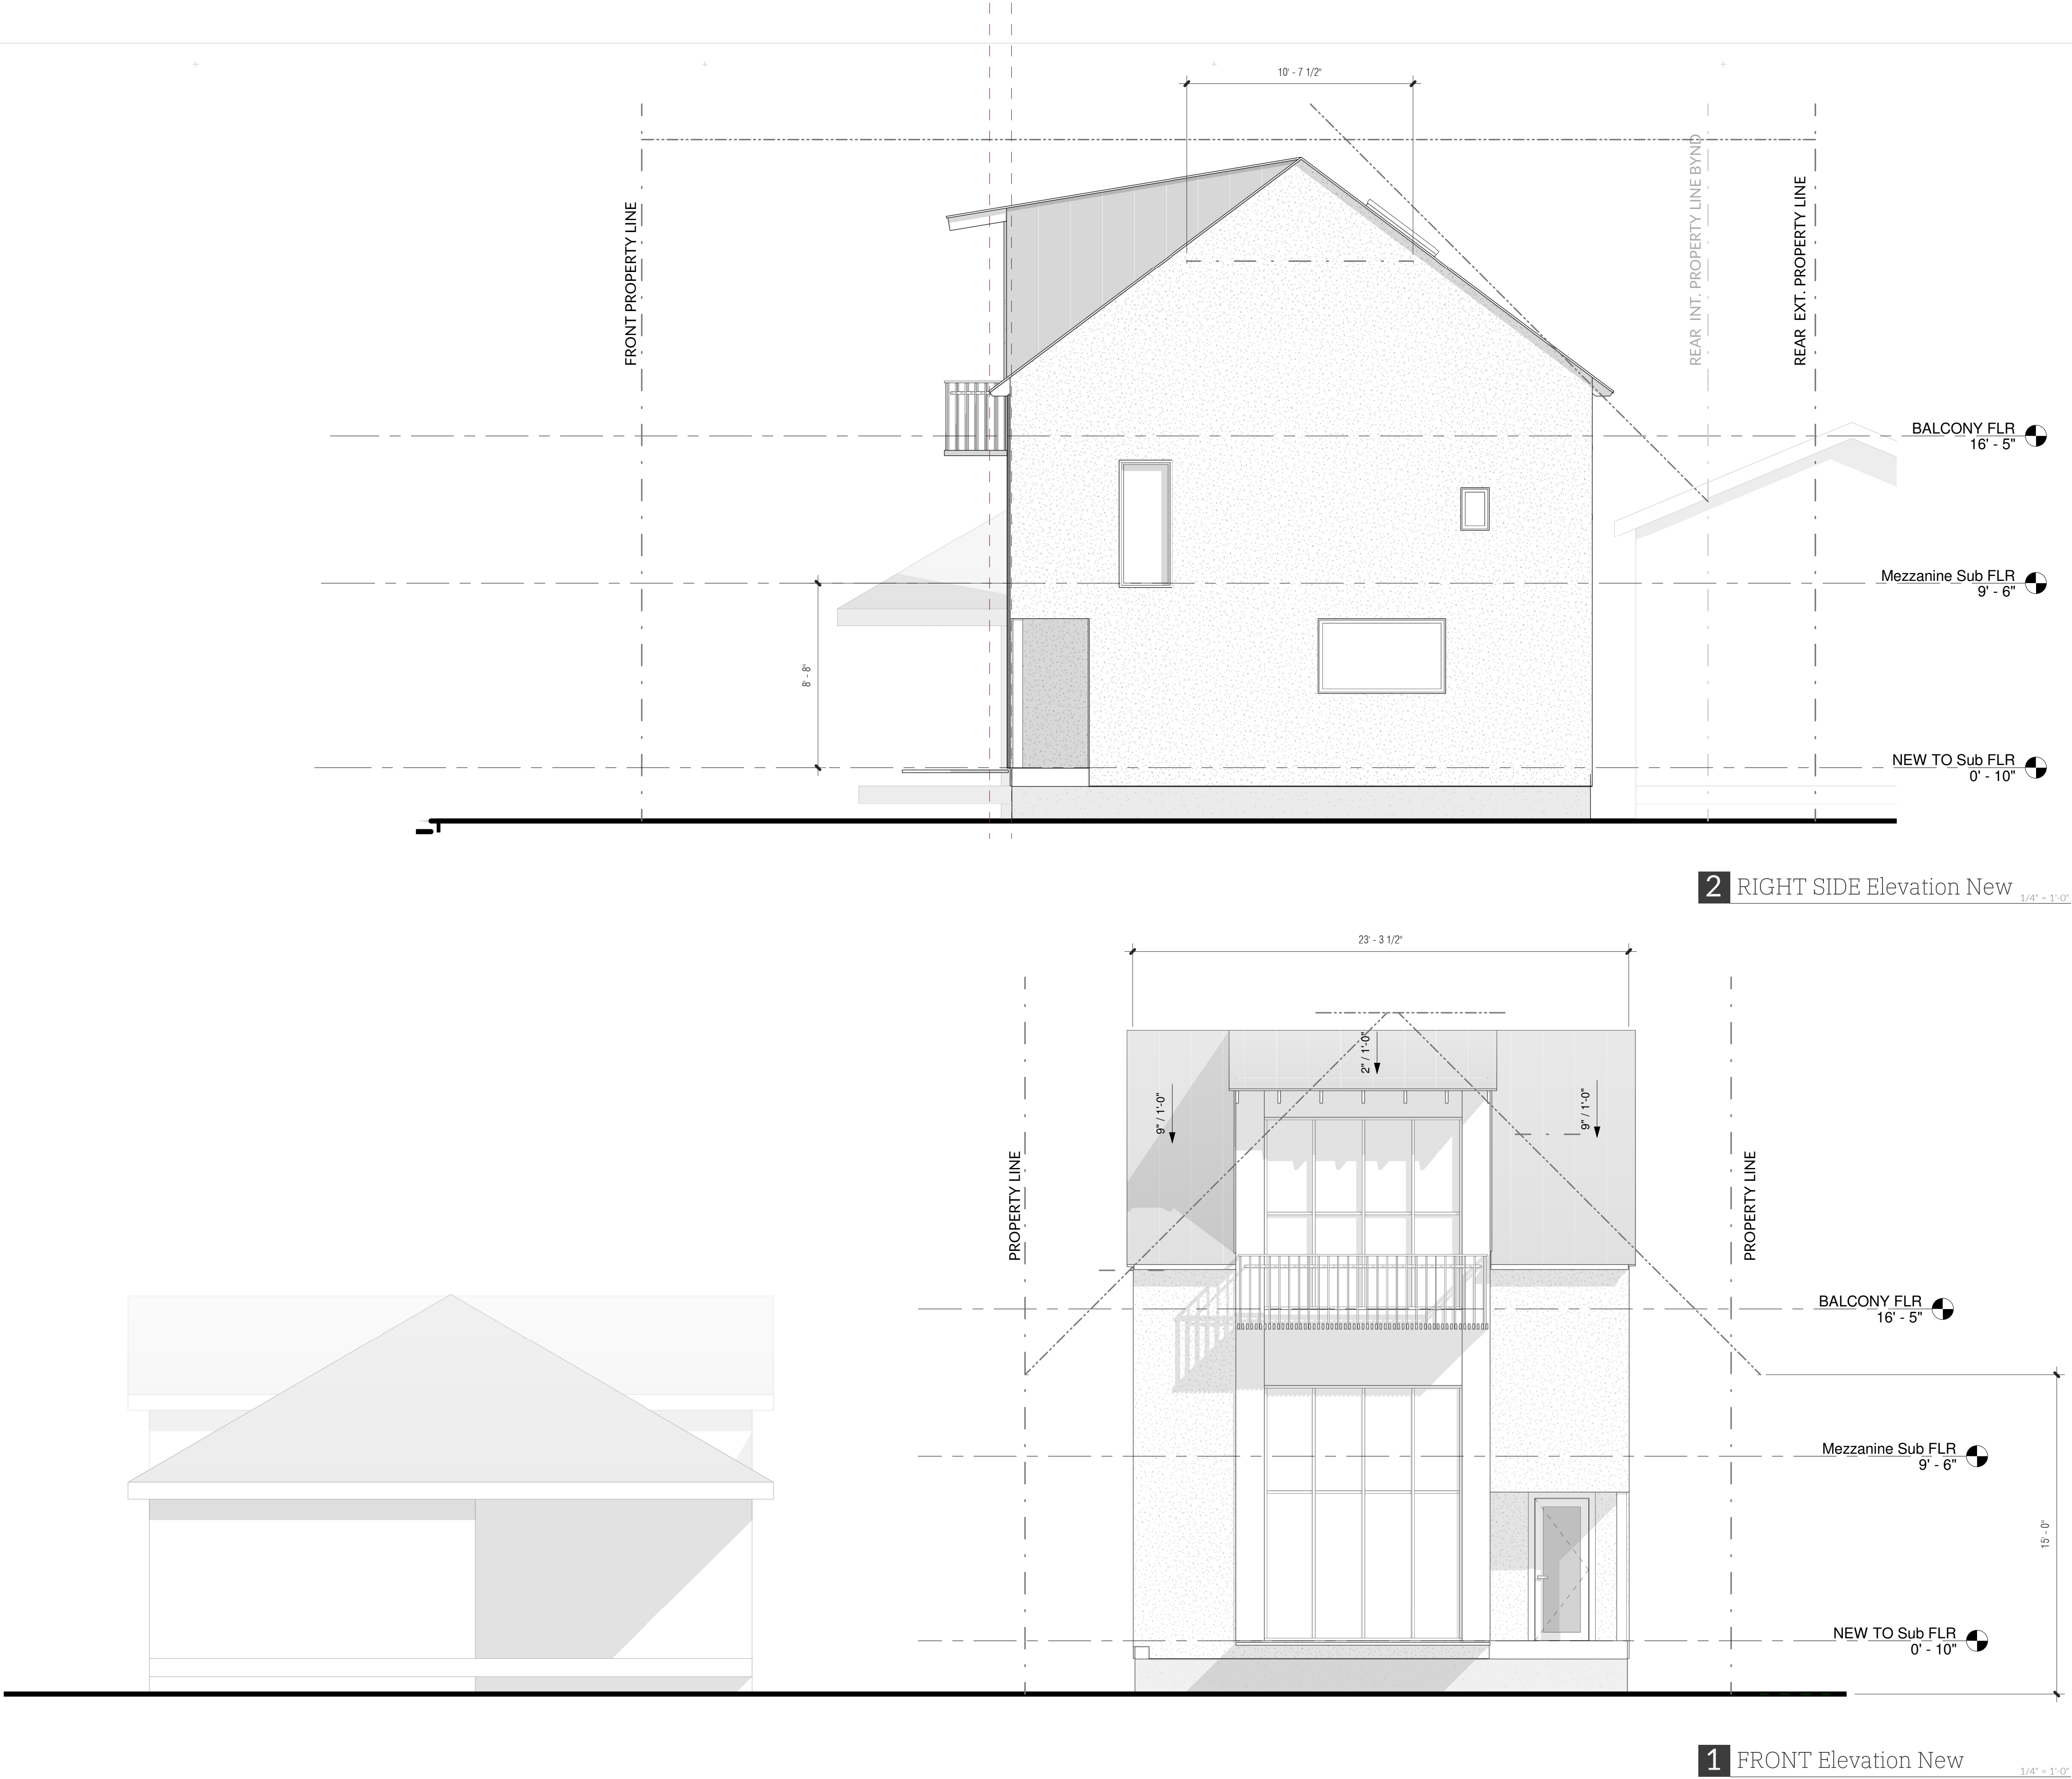 10' - 7 1/2"
FRONT PROPERTY LINE
REAR INT. PROPERTY LINE BYND
REAR EXT. PROPERTY LINE
BALCONY FLR
16' - 5"
Mezzanine Sub FLR
9' - 6"
8' - 8"
NEW TO Sub FLR
0' - 10"
2 RIGHT SIDE Elevation New
1/4" = 1'-0"
23' - 3 1/2"
2" / 1'-0"
9" / 1'-0"
9" / 1'-0"
PROPERTY LINE
PROPERTY LINE
BALCONY FLR
16' - 5"
Mezzanine Sub FLR
9' - 6"
15' - 0"
NEW TO Sub FLR
0' - 10"
1 FRONT Elevation New
1/4" = 1'-0"